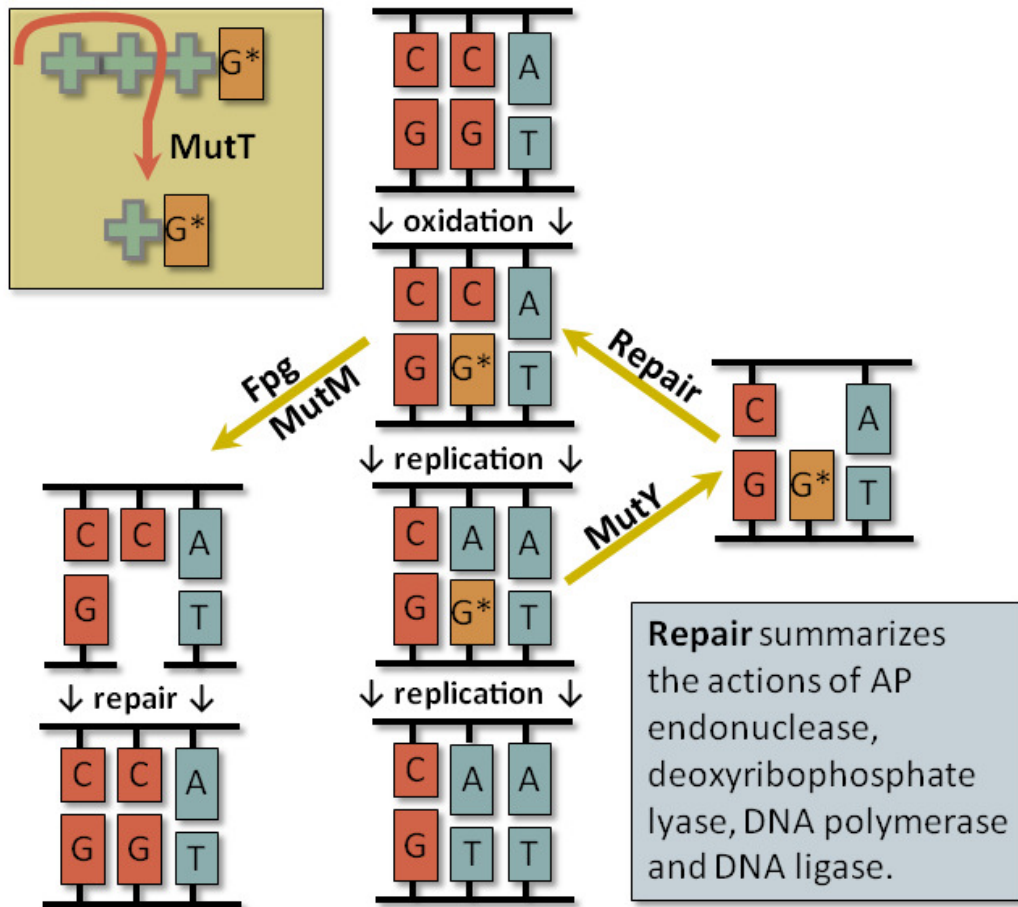 G*
MutT
G*
C C A
G G T
↓ oxidation ↓
C C A
G G* T
Fpg
MutM
Repair
↓ replication ↓
C A
G G* T
MutY
C A A
G G* T
↓ replication ↓
C A A
G T T
C C A
G T
↓ repair ↓
C C A
G G T
Repair summarizes
the actions of AP
endonuclease,
deoxyribophosphate
lyase, DNA polymerase
and DNA ligase.